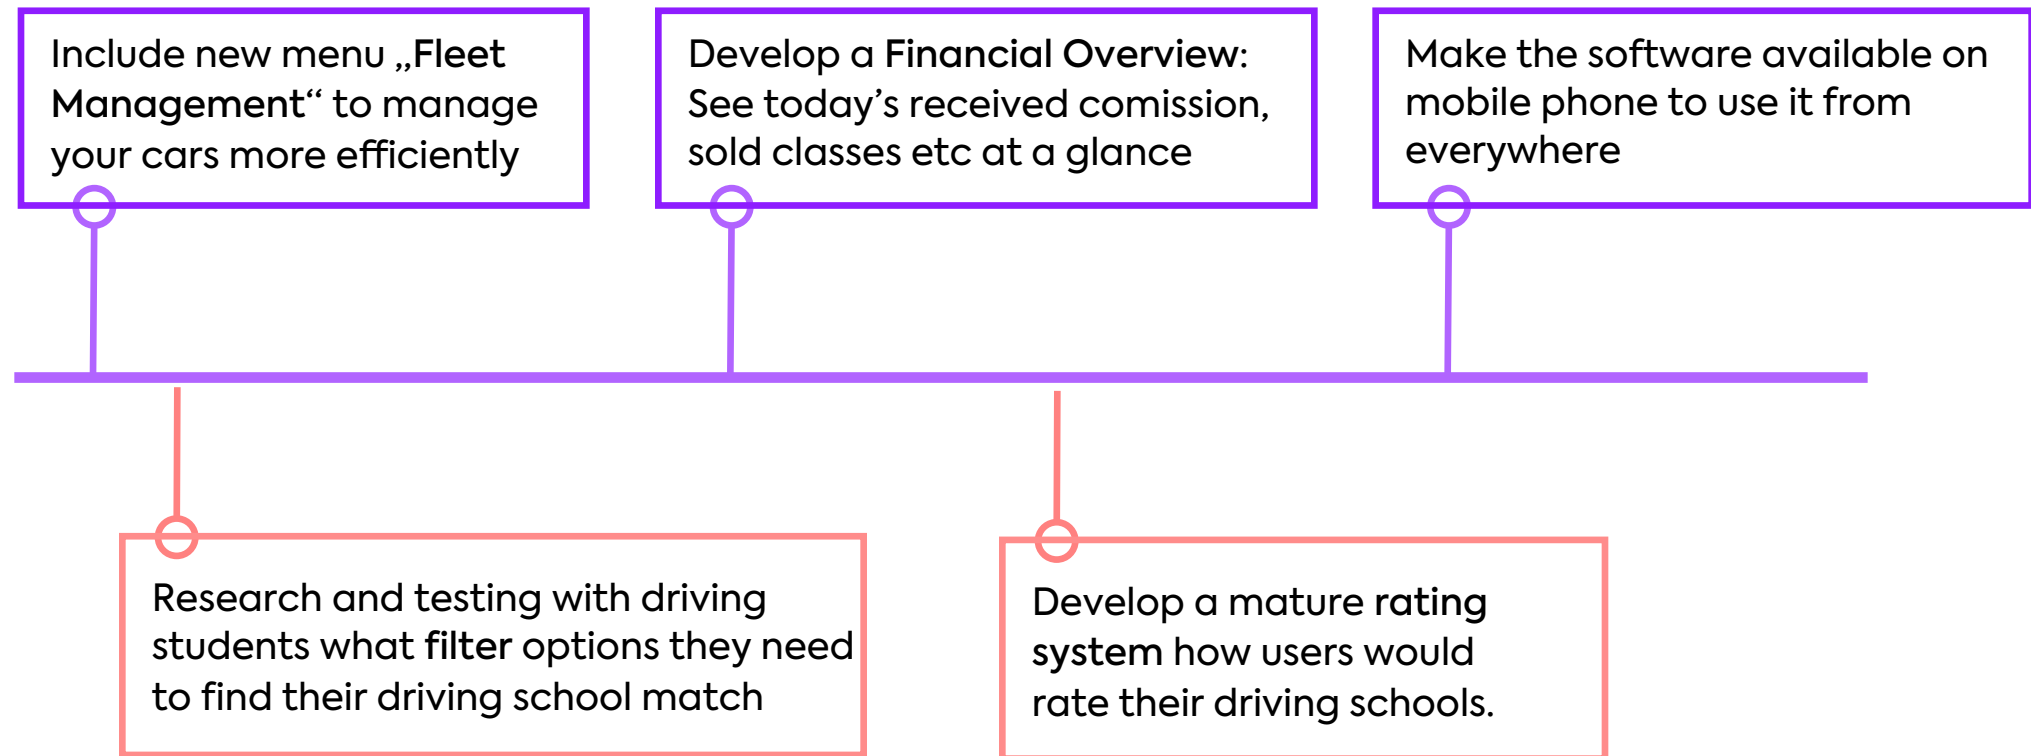 Include new menu „Fleet
Management“ to manage
your cars more efficiently
Develop a Financial Overview:
See today’s received comission,
sold classes etc at a glance
Make the software available on
mobile phone to use it from
everywhere
Research and testing with driving
students what filter options they need
to find their driving school match
Develop a mature rating
system how users would
rate their driving schools.